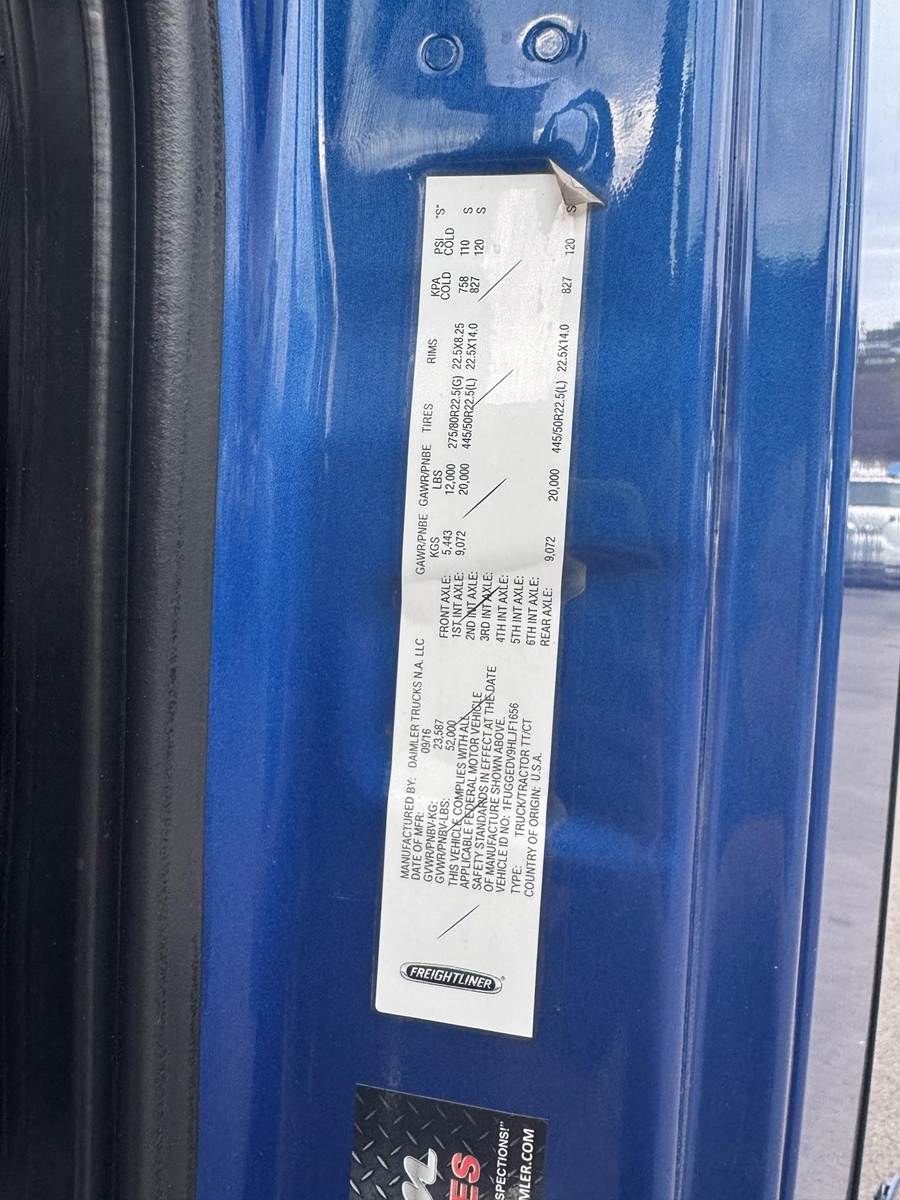 FREIGHTLINER
MANUFACTURED BY: DAIMLER TRUCKS N.A. LLC
DATE OF MFR: 09/16
GVWR/PNBV-KG: 23,587
GVWR/PNBV-LBS: 52,000
THIS VEHICLE COMPLIES WITH ALL
APPLICABLE FEDERAL MOTOR VEHICLE
SAFETY STANDARDS IN EFFECT AT THE DATE
OF MANUFACTURE SHOWN ABOVE.
VEHICLE ID NO: 1FUGGEDV9HLJF1656
TYPE: TRUCK/TRACTOR TT/CT
COUNTRY OF ORIGIN: U.S.A.
GAWR/PNBE KGS GAWR/PNBE LBS TIRES RIMS KPA COLD PSI COLD "S"
FRONT AXLE: 5,443 12,000 275/80R22.5(G) 22.5X8.25 758 110 S
1ST INT AXLE: 9,072 20,000 445/50R22.5(L) 22.5X14.0 827 120 S
2ND INT AXLE:
3RD INT AXLE:
4TH INT AXLE:
5TH INT AXLE:
6TH INT AXLE:
REAR AXLE: 9,072 20,000 445/50R22.5(L) 22.5X14.0 827 120 S